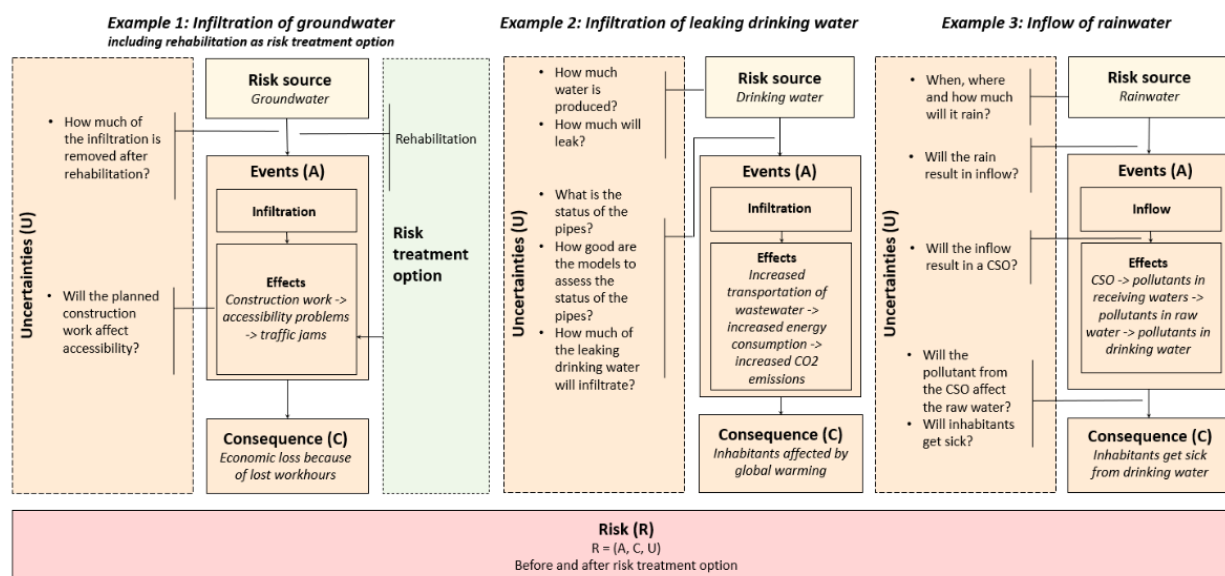 Example 1: Infiltration of groundwater
including rehabilitation as risk treatment option
Uncertainties (U)
• How much of
the infiltration is
removed after
rehabilitation?
• Will the planned
construction
work affect
accessibility?
Risk source
Groundwater
Events (A)
Infiltration
Effects
Construction work ->
accessibility problems
-> traffic jams
Consequence (C)
Economic loss because
of lost workhours
Rehabilitation
Risk
treatment
option
Example 2: Infiltration of leaking drinking water
Uncertainties (U)
• How much
water is
produced?
• How much will
leak?
• What is the
status of the
pipes?
• How good are
the models to
assess the
status of the
pipes?
• How much of
the leaking
drinking water
will infiltrate?
Risk source
Drinking water
Events (A)
Infiltration
Effects
Increased
transportation of
wastewater ->
increased energy
consumption ->
increased CO2
emissions
Consequence (C)
Inhabitants affected by
global warming
Example 3: Inflow of rainwater
Uncertainties (U)
• When, where
and how much
will it rain?
• Will the rain
result in inflow?
• Will the inflow
result in a CSO?
• Will the
pollutant from
the CSO affect
the raw water?
• Will inhabitants
get sick?
Risk source
Rainwater
Events (A)
Inflow
Effects
CSO -> pollutants in
receiving waters ->
pollutants in raw
water -> pollutants in
drinking water
Consequence (C)
Inhabitants get sick
from drinking water
Risk (R)
R = (A, C, U)
Before and after risk treatment option